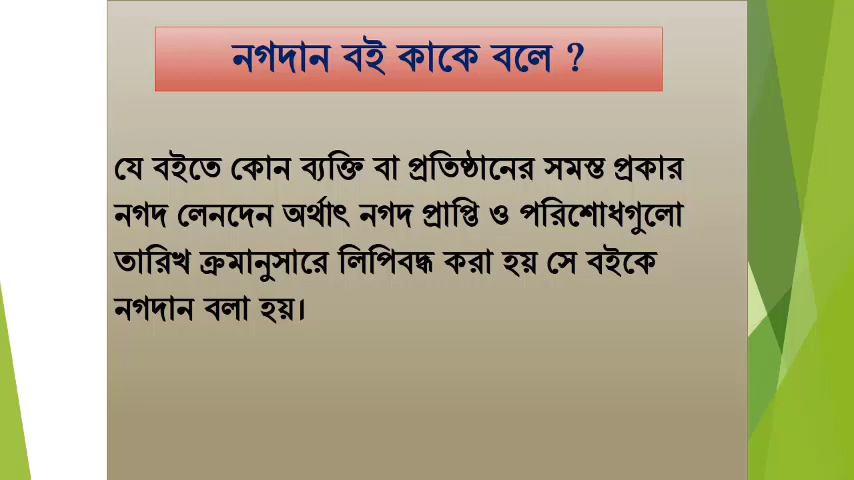 নগদান বই কাকে বলে ?
যে বইতে কোন ব্যক্তি বা প্রতিষ্ঠানের সমস্ত প্রকার
নগদ লেনদেন অর্থাৎ নগদ প্রাপ্তি ও পরিশোধগুলো
তারিখ ক্রমানুসারে লিপিবদ্ধ করা হয় সে বইকে
নগদান বলা হয়।